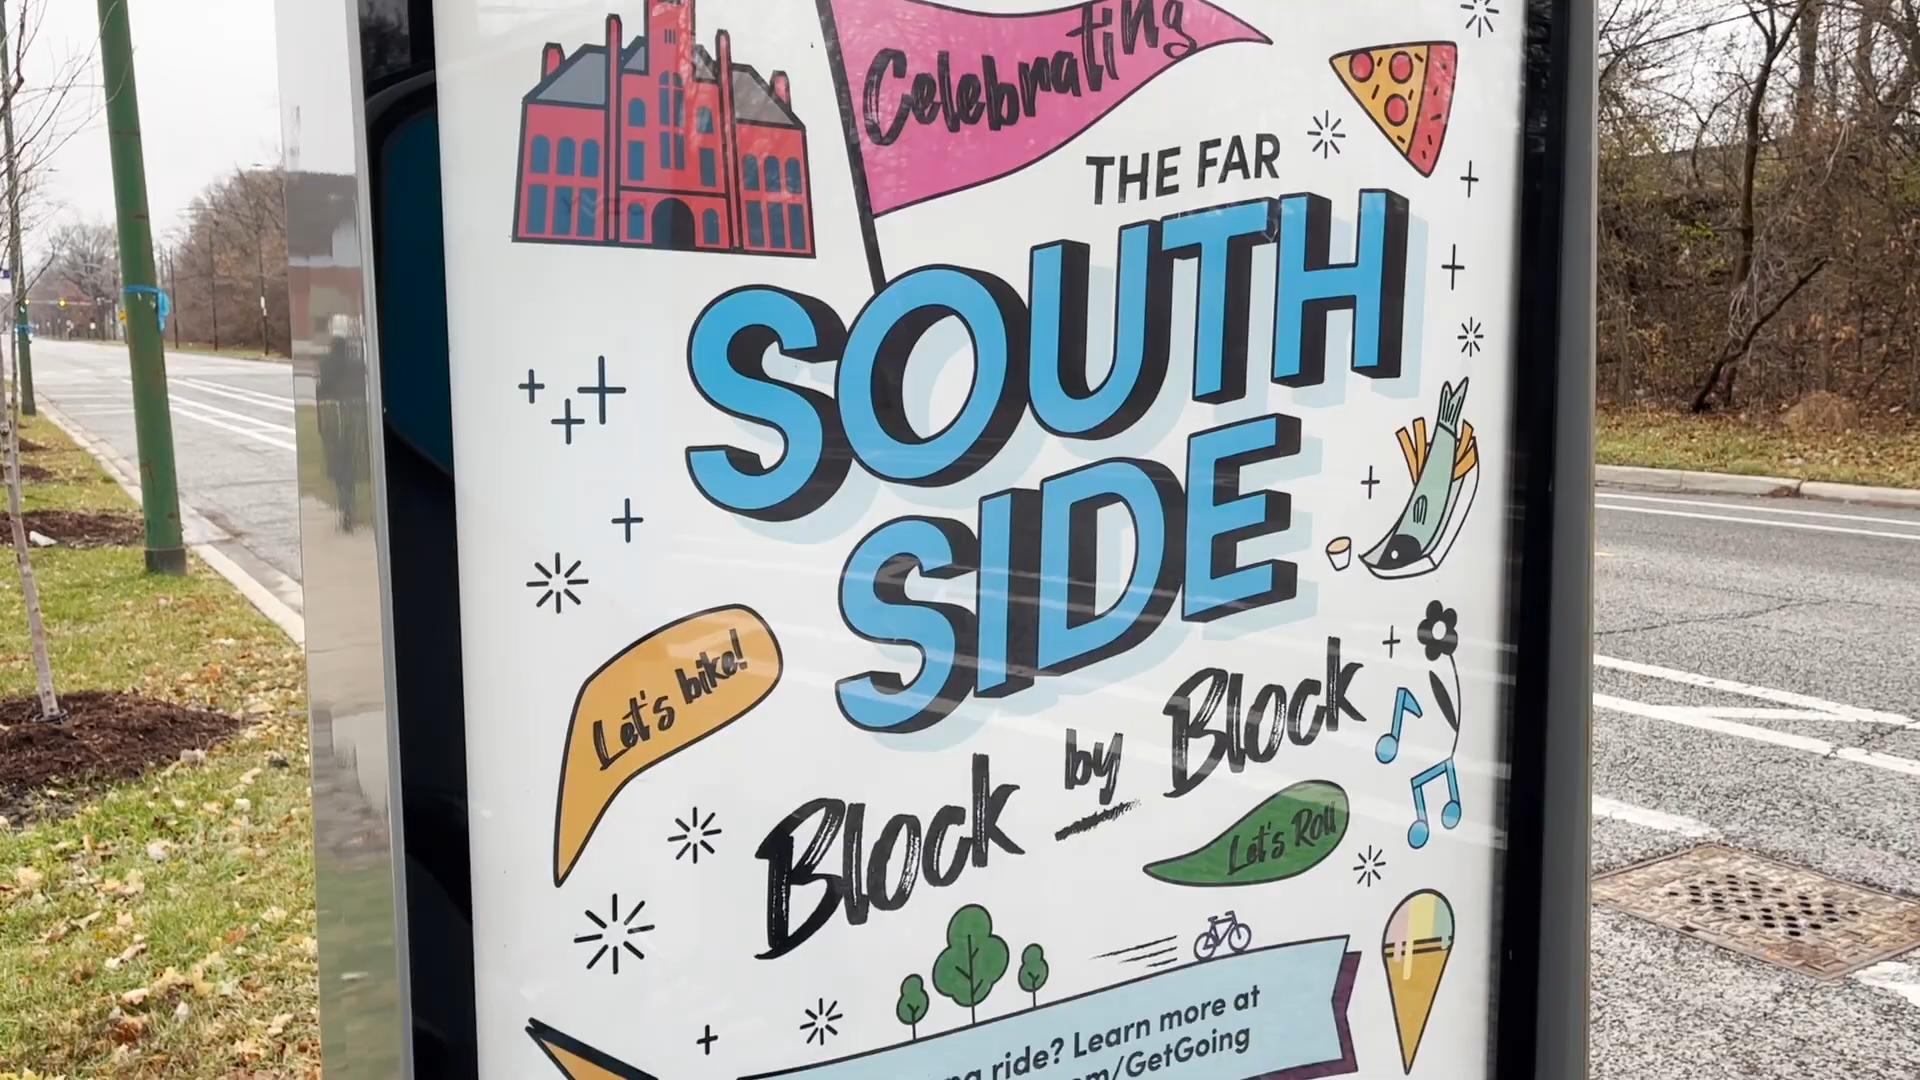 Celebrating
THE FAR
SOUTH
SIDE
Let's bike!
Block by Block
Let's Roll
ride? Learn more at
/GetGoing